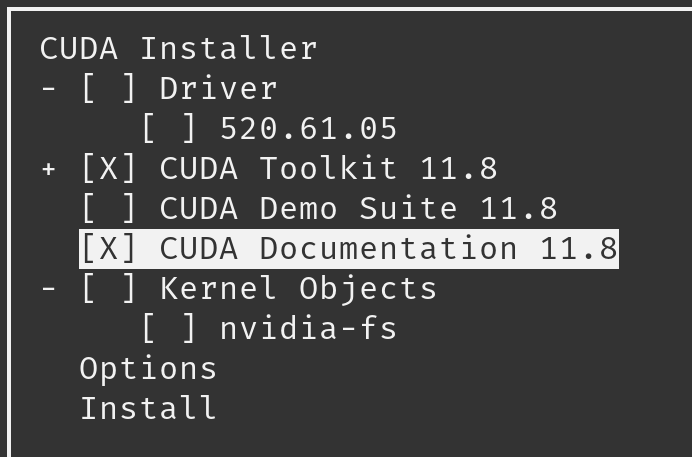 CUDA Installer
- [ ] Driver
[ ] 520.61.05
+ [X] CUDA Toolkit 11.8
[ ] CUDA Demo Suite 11.8
[X] CUDA Documentation 11.8
- [ ] Kernel Objects
[ ] nvidia-fs
Options
Install